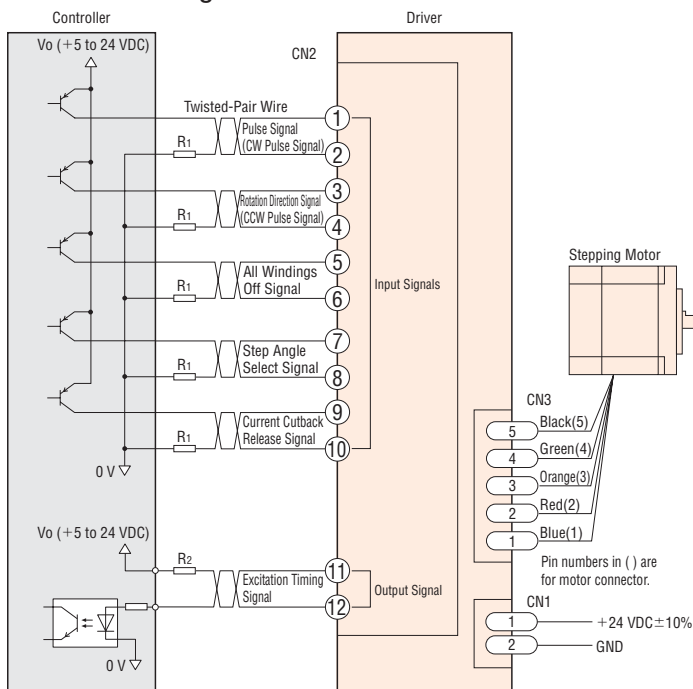 Controller
Driver
Vo (+5 to 24 VDC)
CN2
Twisted-Pair Wire
1
Pulse Signal
(CW Pulse Signal)
R1
2
3
Rotation Direction Signal
(CCW Pulse Signal)
R1
4
5
All Windings
Off Signal
R1
6
Input Signals
Stepping Motor
7
Step Angle
Select Signal
R1
8
9
Current Cutback
Release Signal
R1
10
0 V
CN3
5 Black(5)
4 Green(4)
3 Orange(3)
2 Red(2)
1 Blue(1)
Pin numbers in ( ) are
for motor connector.
Vo (+5 to 24 VDC)
R2
11
Excitation Timing
Signal
12
Output Signal
0 V
CN1
1 +24 VDC±10%
2 GND